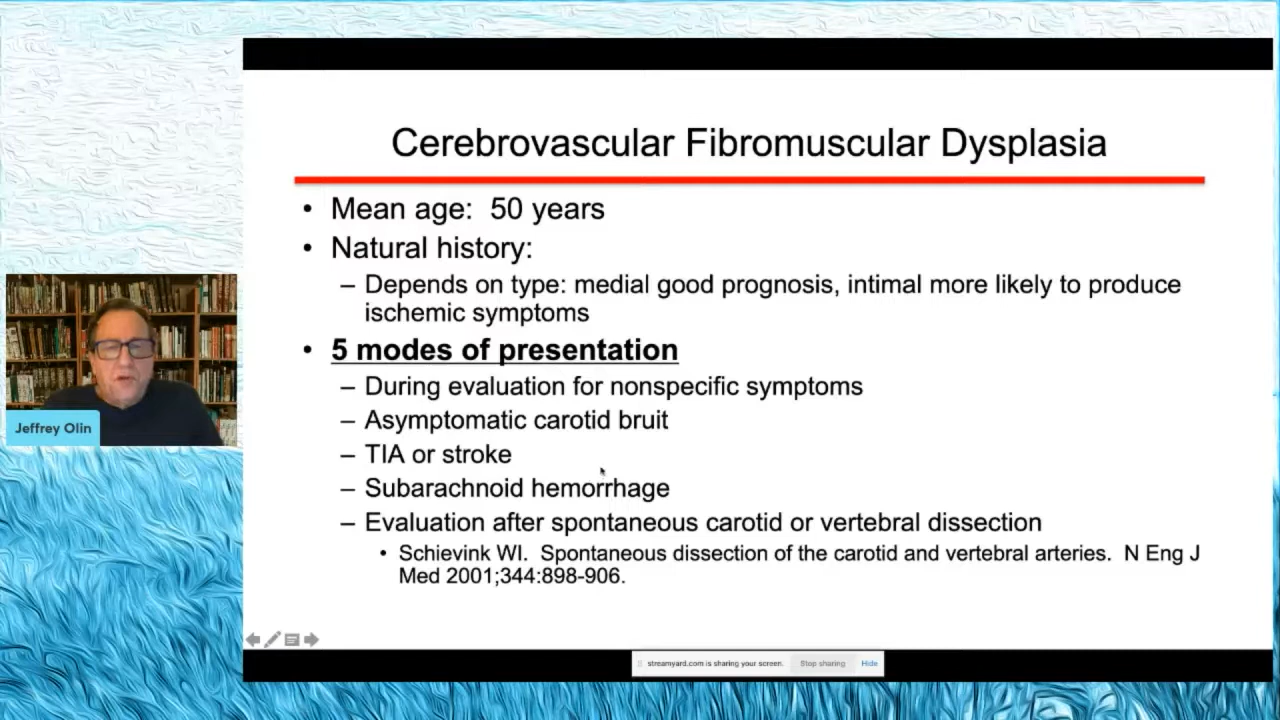 Cerebrovascular Fibromuscular Dysplasia
• Mean age: 50 years
• Natural history:
– Depends on type: medial good prognosis, intimal more likely to produce
ischemic symptoms
• 5 modes of presentation
– During evaluation for nonspecific symptoms
– Asymptomatic carotid bruit
– TIA or stroke
– Subarachnoid hemorrhage
– Evaluation after spontaneous carotid or vertebral dissection
• Schievink WI. Spontaneous dissection of the carotid and vertebral arteries. N Eng J
Med 2001;344:898-906.
Jeffrey Olin
streamyard.com is sharing your screen. Stop sharing Hide